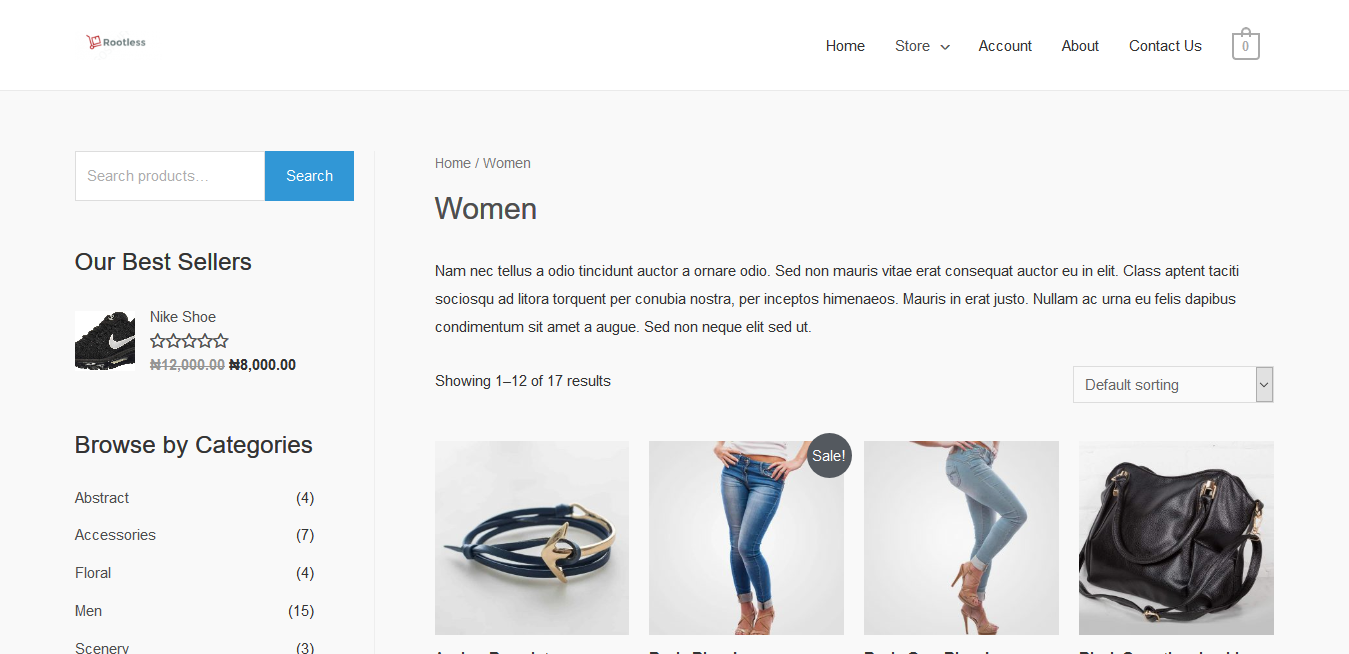 Rootless
Home
Store
Account
About
Contact Us
0
Search products...
Search
Our Best Sellers
Nike Shoe
₦12,000.00 ₦8,000.00
Browse by Categories
Abstract (4)
Accessories (7)
Floral (4)
Men (15)
Scenery (3)
Home / Women
Women
Nam nec tellus a odio tincidunt auctor a ornare odio. Sed non mauris vitae erat consequat auctor eu in elit. Class aptent taciti
sociosqu ad litora torquent per conubia nostra, per inceptos himenaeos. Mauris in erat justo. Nullam ac urna eu felis dapibus
condimentum sit amet a augue. Sed non neque elit sed ut.
Showing 1–12 of 17 results
Default sorting
Sale!